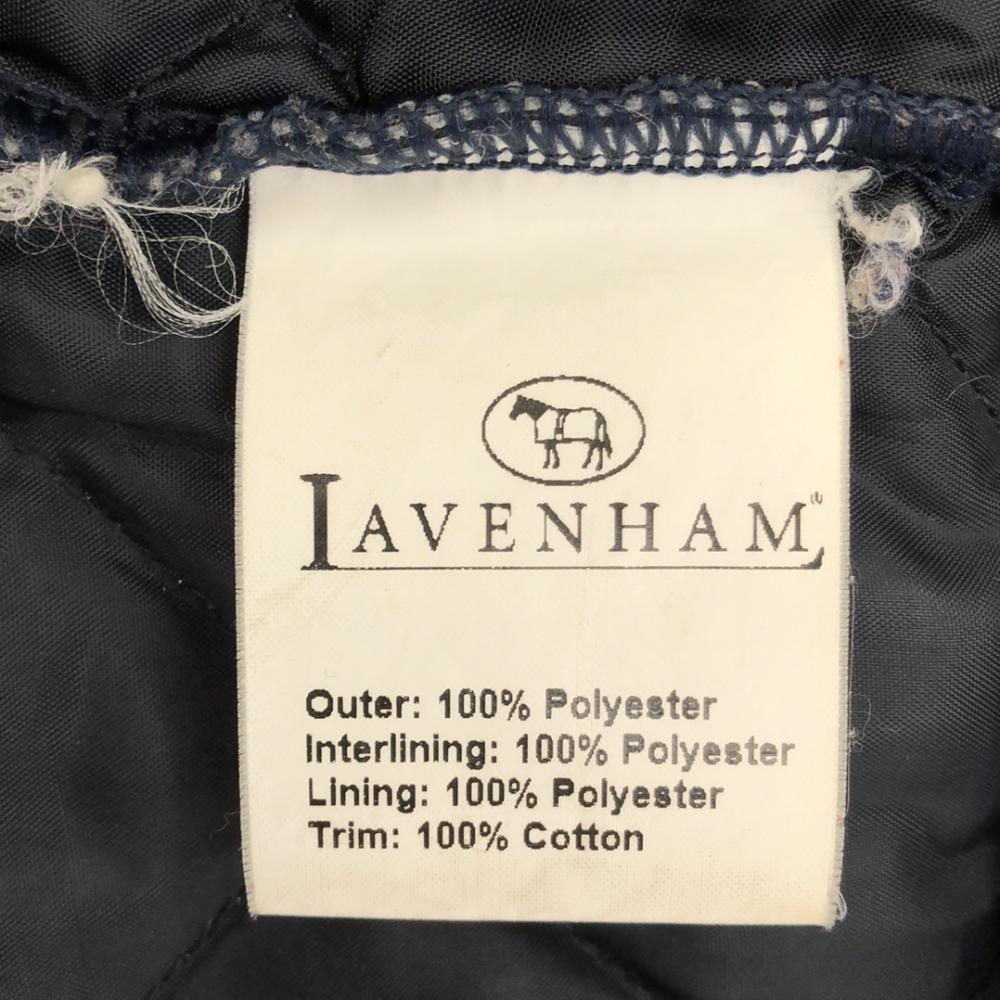 LAVENHAM
Outer: 100% Polyester
Interlining: 100% Polyester
Lining: 100% Polyester
Trim: 100% Cotton